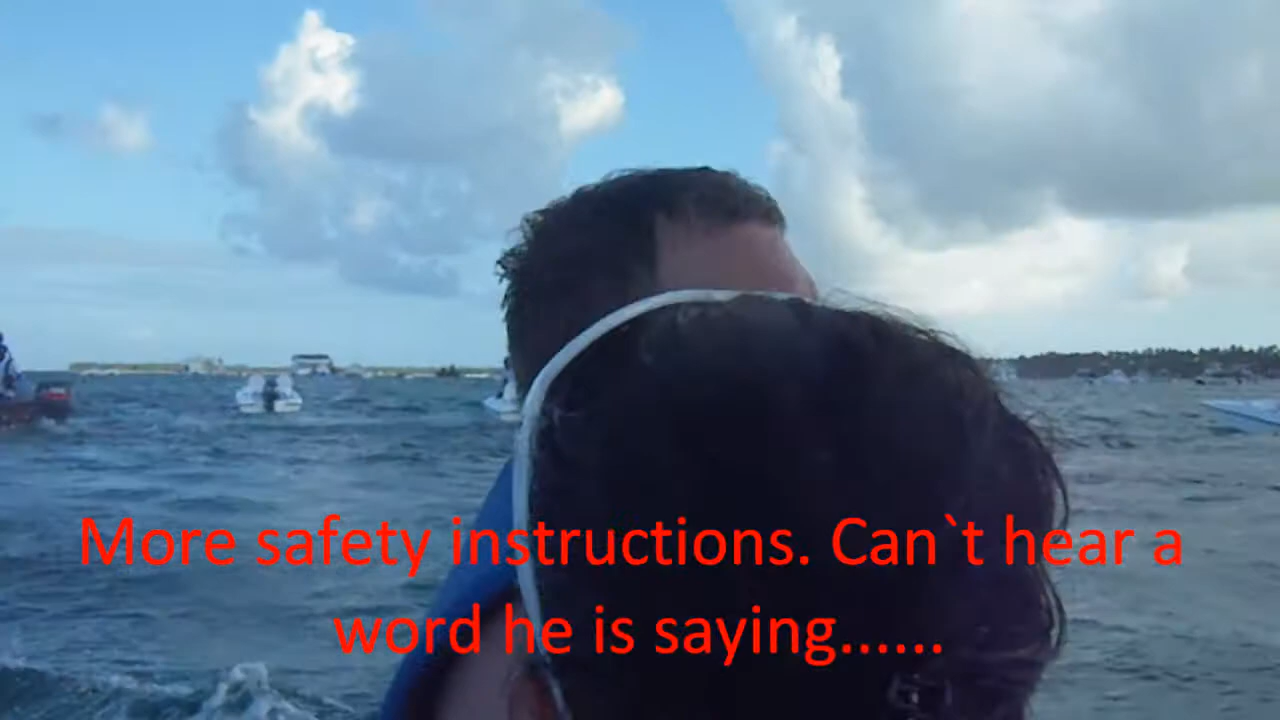 More safety instructions. Can`t hear a
word he is saying......